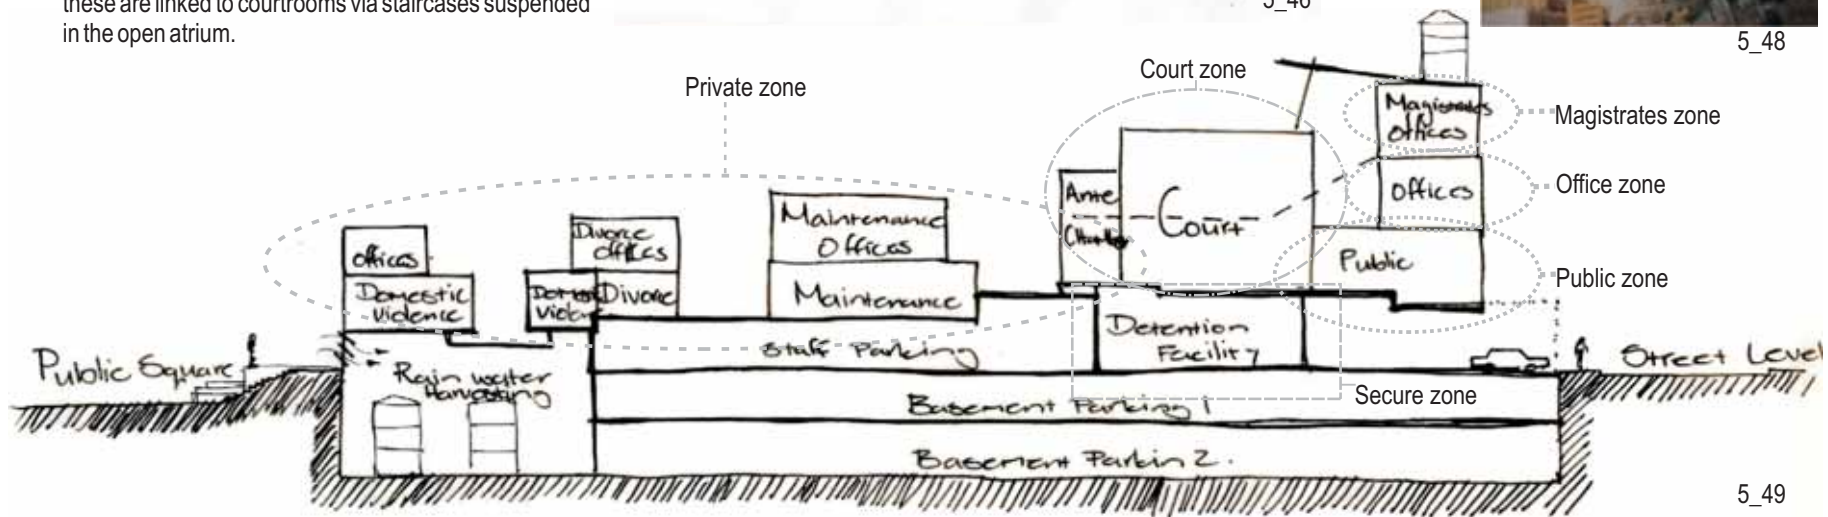 these are linked to courtrooms via staircases suspended
in the open atrium.
5_46
5_48
Private zone
Court zone
Magistrates zone
Office zone
Public zone
Secure zone
Magistrates
Offices
Offices
Public
Court
Ante
Maintenance
Offices
Maintenance
Divorce
offices
Divorce
offices
Domestic
Violence
Violence
Detention
Facility
Staff Parking
Public Square
Rain water
Harvesting
Street Level
Basement Parking 1
Basement Parkin 2.
5_49